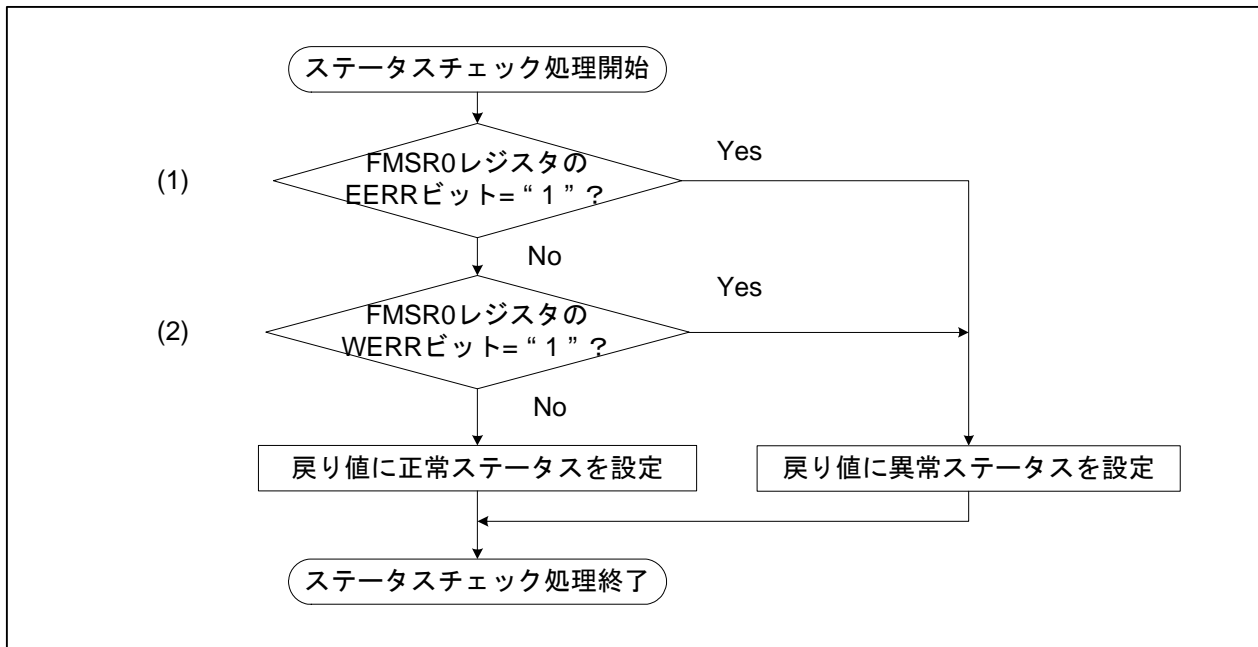 ステータスチェック処理開始
(1)
FMSR0レジスタの
EERRビット= “ 1 ” ?
Yes
No
(2)
FMSR0レジスタの
WERRビット= “ 1 ” ?
Yes
No
戻り値に正常ステータスを設定
戻り値に異常ステータスを設定
ステータスチェック処理終了